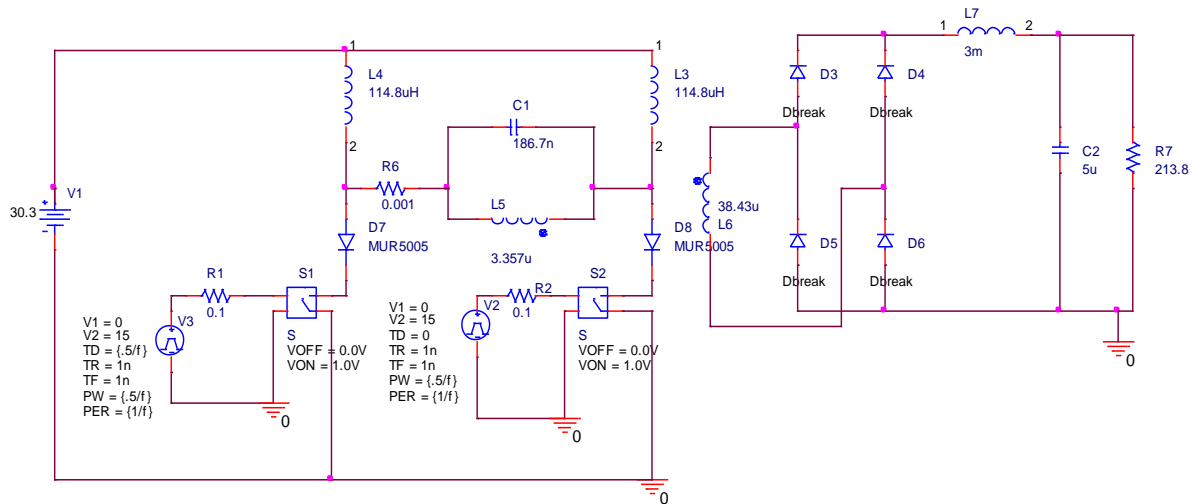 L7
1
2
3m
D3
D4
Dbreak
Dbreak
1
L4
114.8uH
2
1
L3
114.8uH
2
C1
186.7n
R6
0.001
L5
3.357u
V1
30.3
D7
MUR5005
D8
MUR5005
38.43u
L6
C2
5u
R7
213.8
D5
D6
Dbreak
Dbreak
0
R1
0.1
S1
V3
V1 = 0
V2 = 15
TD = {.5/f}
TR = 1n
TF = 1n
PW = {.5/f}
PER = {1/f}
S
VOFF = 0.0V
VON = 1.0V
0
R2
0.1
S2
V2
V1 = 0
V2 = 15
TD = 0
TR = 1n
TF = 1n
PW = {.5/f}
PER = {1/f}
S
VOFF = 0.0V
VON = 1.0V
0
0